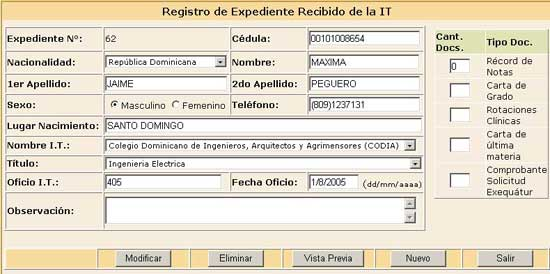 Registro de Expediente Recibido de la IT
Expediente N°: 62 Cédula: 00101008654
Nacionalidad: República Dominicana Nombre: MAXIMA
1er Apellido: JAIME 2do Apellido: PEGUERO
Sexo: Masculino Femenino Teléfono: (809)1237131
Lugar Nacimiento: SANTO DOMINGO
Nombre I.T.: Colegio Dominicano de Ingenieros, Arquitectos y Agrimensores (CODIA)
Título: Ingenieria Electrica
Oficio I.T.: 405 Fecha Oficio: 1/8/2005 (dd/mm/aaaa)
Observación:
Cant. Docs. Tipo Doc.
0 Récord de
Notas
Carta de
Grado
Rotaciones
Clínicas
Carta de
última
materia
Comprobante
Solicitud
Exequátur
Modificar Eliminar Vista Previa Nuevo Salir